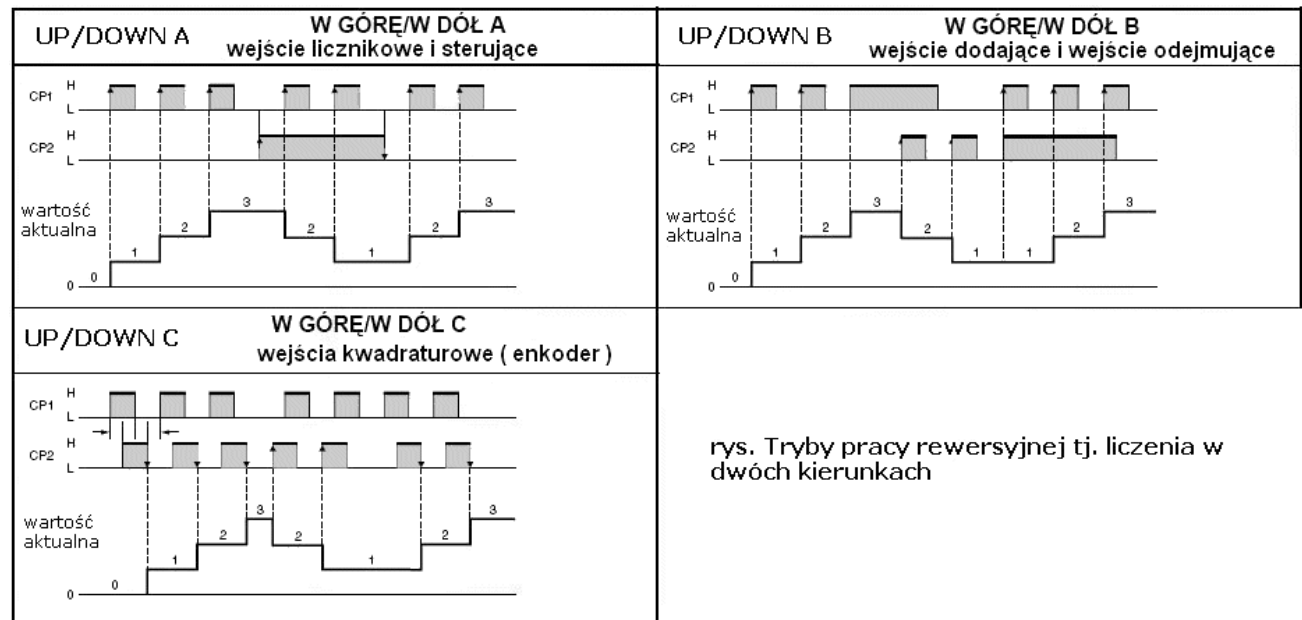 UP/DOWN A
W GÓRĘ/W DÓŁ A
wejście licznikowe i sterujące
CP1 H
L
CP2 H
L
wartość
aktualna
0
0
1
2
3
2
1
2
3
UP/DOWN B
W GÓRĘ/W DÓŁ B
wejście dodające i wejście odejmujące
CP1 H
L
CP2 H
L
wartość
aktualna
0
0
1
2
3
2
1
1
2
3
UP/DOWN C
W GÓRĘ/W DÓŁ C
wejścia kwadraturowe ( enkoder )
CP1 H
L
CP2 H
L
wartość
aktualna
0
0
1
2
3
2
1
2
3
rys. Tryby pracy rewersyjnej tj. liczenia w
dwóch kierunkach